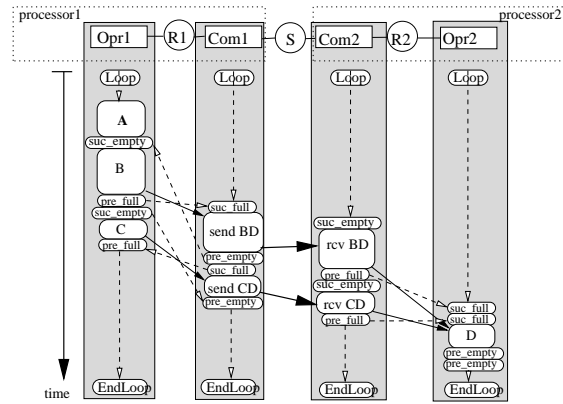 processor1
processor2
Opr1
R1
Com1
S
Com2
R2
Opr2
Loop
Loop
Loop
Loop
A
suc_empty
B
pre_full
suc_empty
C
pre_full
EndLoop
suc_full
send BD
pre_empty
suc_full
send CD
pre_empty
EndLoop
suc_empty
rcv BD
pre_full
suc_empty
rcv CD
pre_full
EndLoop
suc_full
suc_full
D
pre_empty
pre_empty
EndLoop
time